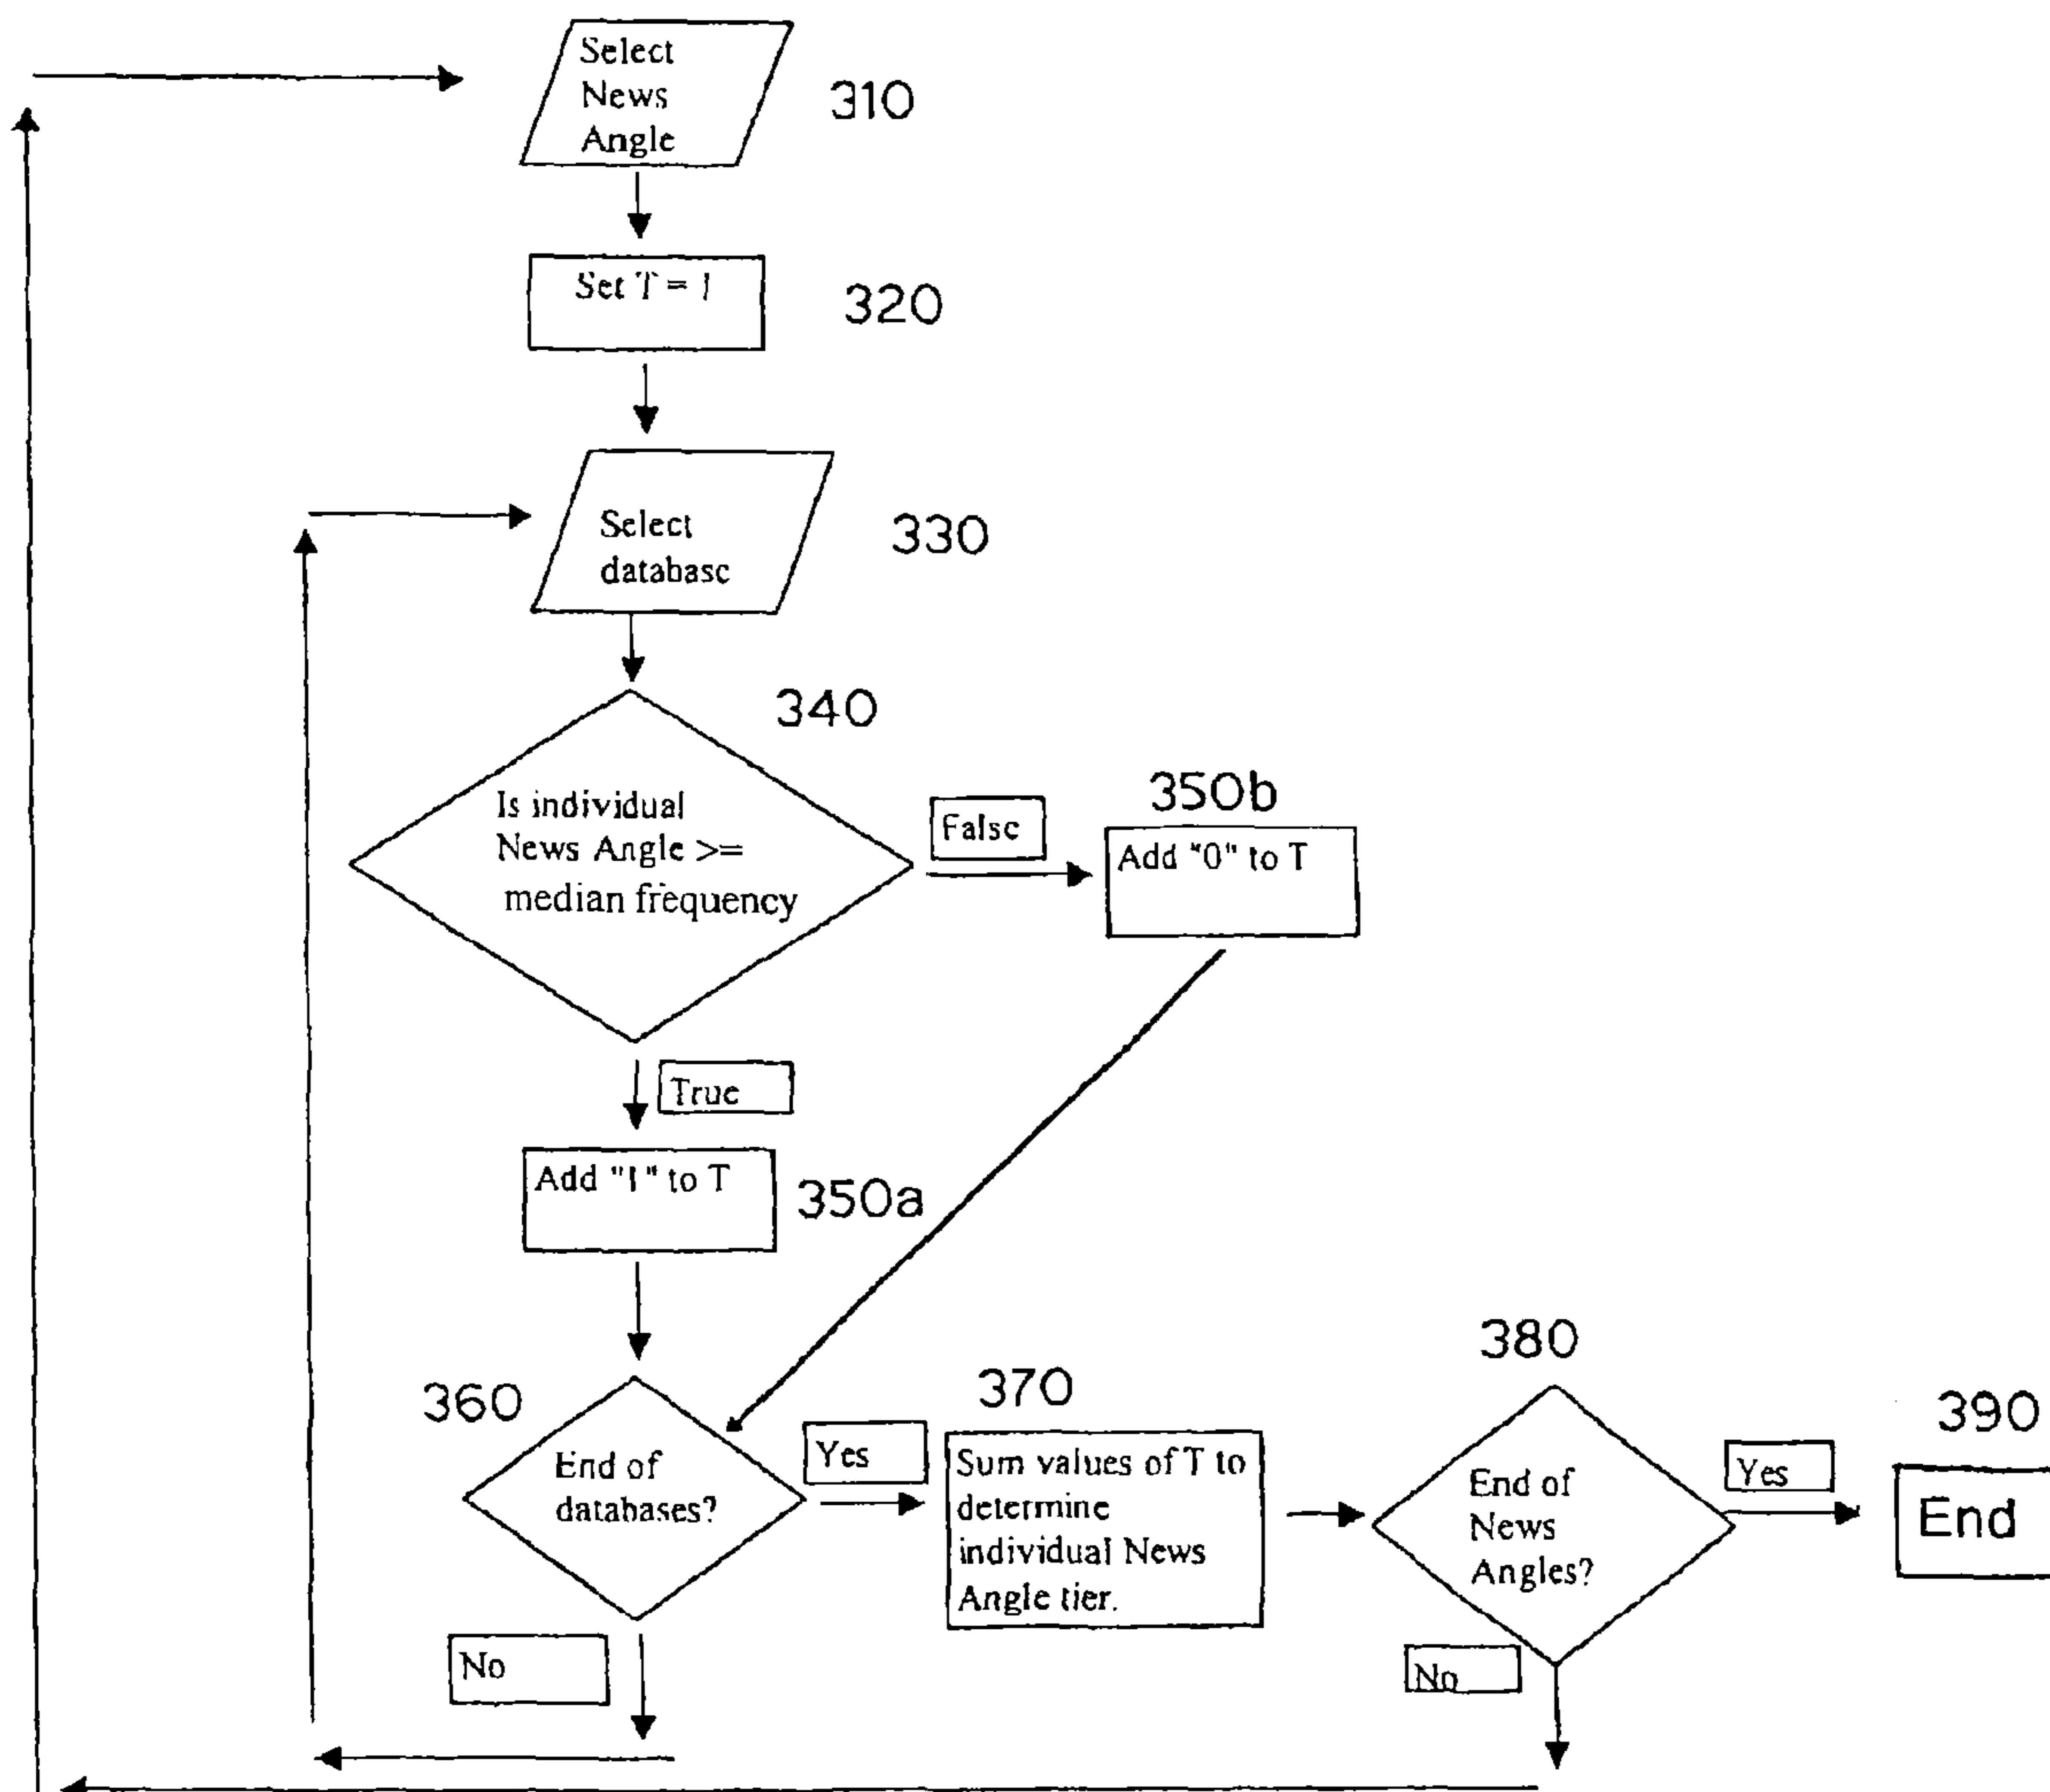 Select
News
Angle
310
Set T = 1
320
Select
database
330
340
Is individual
News Angle >=
median frequency
False
350b
Add "0" to T
True
Add "1" to T
350a
360
End of
databases?
Yes
370
Sum values of T to
determine
individual News
Angle tier.
380
End of
News
Angles?
Yes
390
End
No
No